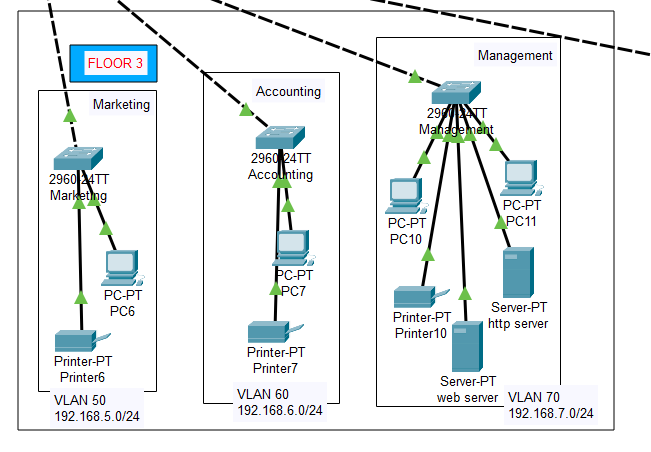 FLOOR 3
Marketing
2960-24TT
Marketing
PC-PT
PC6
Printer-PT
Printer6
VLAN 50
192.168.5.0/24
Accounting
2960-24TT
Accounting
PC-PT
PC7
Printer-PT
Printer7
VLAN 60
192.168.6.0/24
Management
2960-24TT
Management
PC-PT
PC10
PC-PT
PC11
Printer-PT
Printer10
Server-PT
http server
Server-PT
web server
VLAN 70
192.168.7.0/24